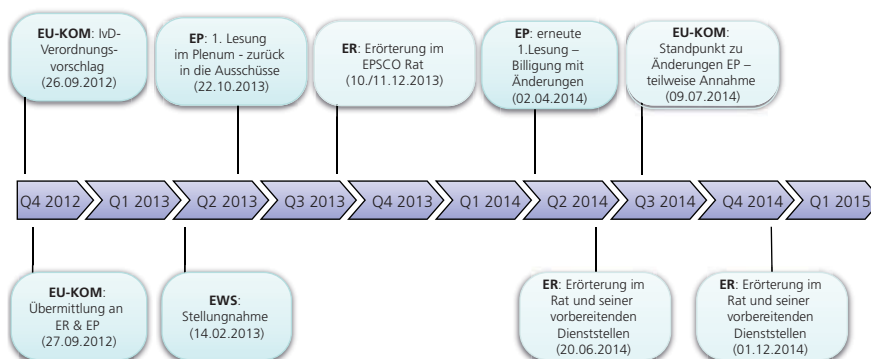 EU-KOM: IvD-
Verordnungs-
vorschlag
(26.09.2012)
EP: 1. Lesung
im Plenum - zurück
in die Ausschüsse
(22.10.2013)
ER: Erörterung im
EPSCO Rat
(10./11.12.2013)
EP: erneute
1.Lesung –
Billigung mit
Änderungen
(02.04.2014)
EU-KOM:
Standpunkt zu
Änderungen EP –
teilweise Annahme
(09.07.2014)
Q4 2012 Q1 2013 Q2 2013 Q3 2013 Q4 2013 Q1 2014 Q2 2014 Q3 2014 Q4 2014 Q1 2015
EU-KOM:
Übermittlung an
ER & EP
(27.09.2012)
EWS:
Stellungnahme
(14.02.2013)
ER: Erörterung im
Rat und seiner
vorbereitenden
Dienststellen
(20.06.2014)
ER: Erörterung im
Rat und seiner
vorbereitenden
Dienststellen
(01.12.2014)